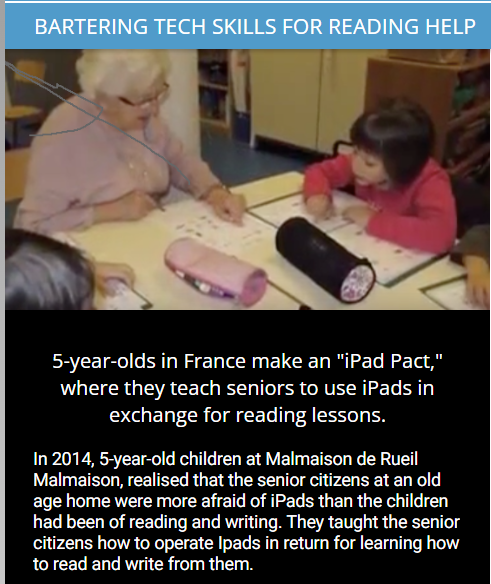 BARTERING TECH SKILLS FOR READING HELP
5-year-olds in France make an "iPad Pact,"
where they teach seniors to use iPads in
exchange for reading lessons.
In 2014, 5-year-old children at Malmaison de Rueil
Malmaison, realised that the senior citizens at an old
age home were more afraid of iPads than the children
had been of reading and writing. They taught the senior
citizens how to operate Ipads in return for learning how
to read and write from them.